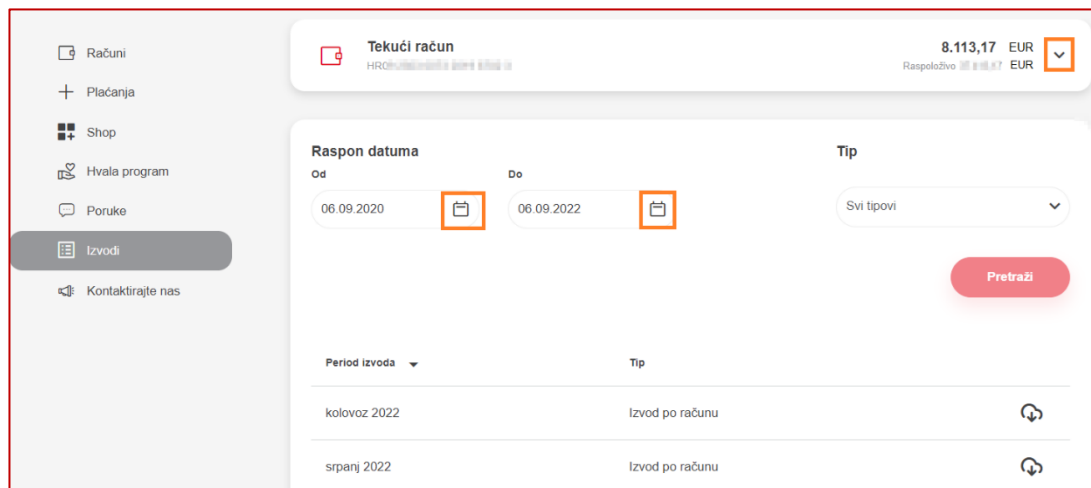 Računi
Plaćanja
Shop
Hvala program
Poruke
Izvodi
Kontaktirajte nas
Tekući račun
8.113,17 EUR
Raspoloživo EUR
Raspon datuma
Tip
Od
Do
06.09.2020
06.09.2022
Svi tipovi
Pretraži
Period izvoda
Tip
kolovoz 2022
Izvod po računu
srpanj 2022
Izvod po računu